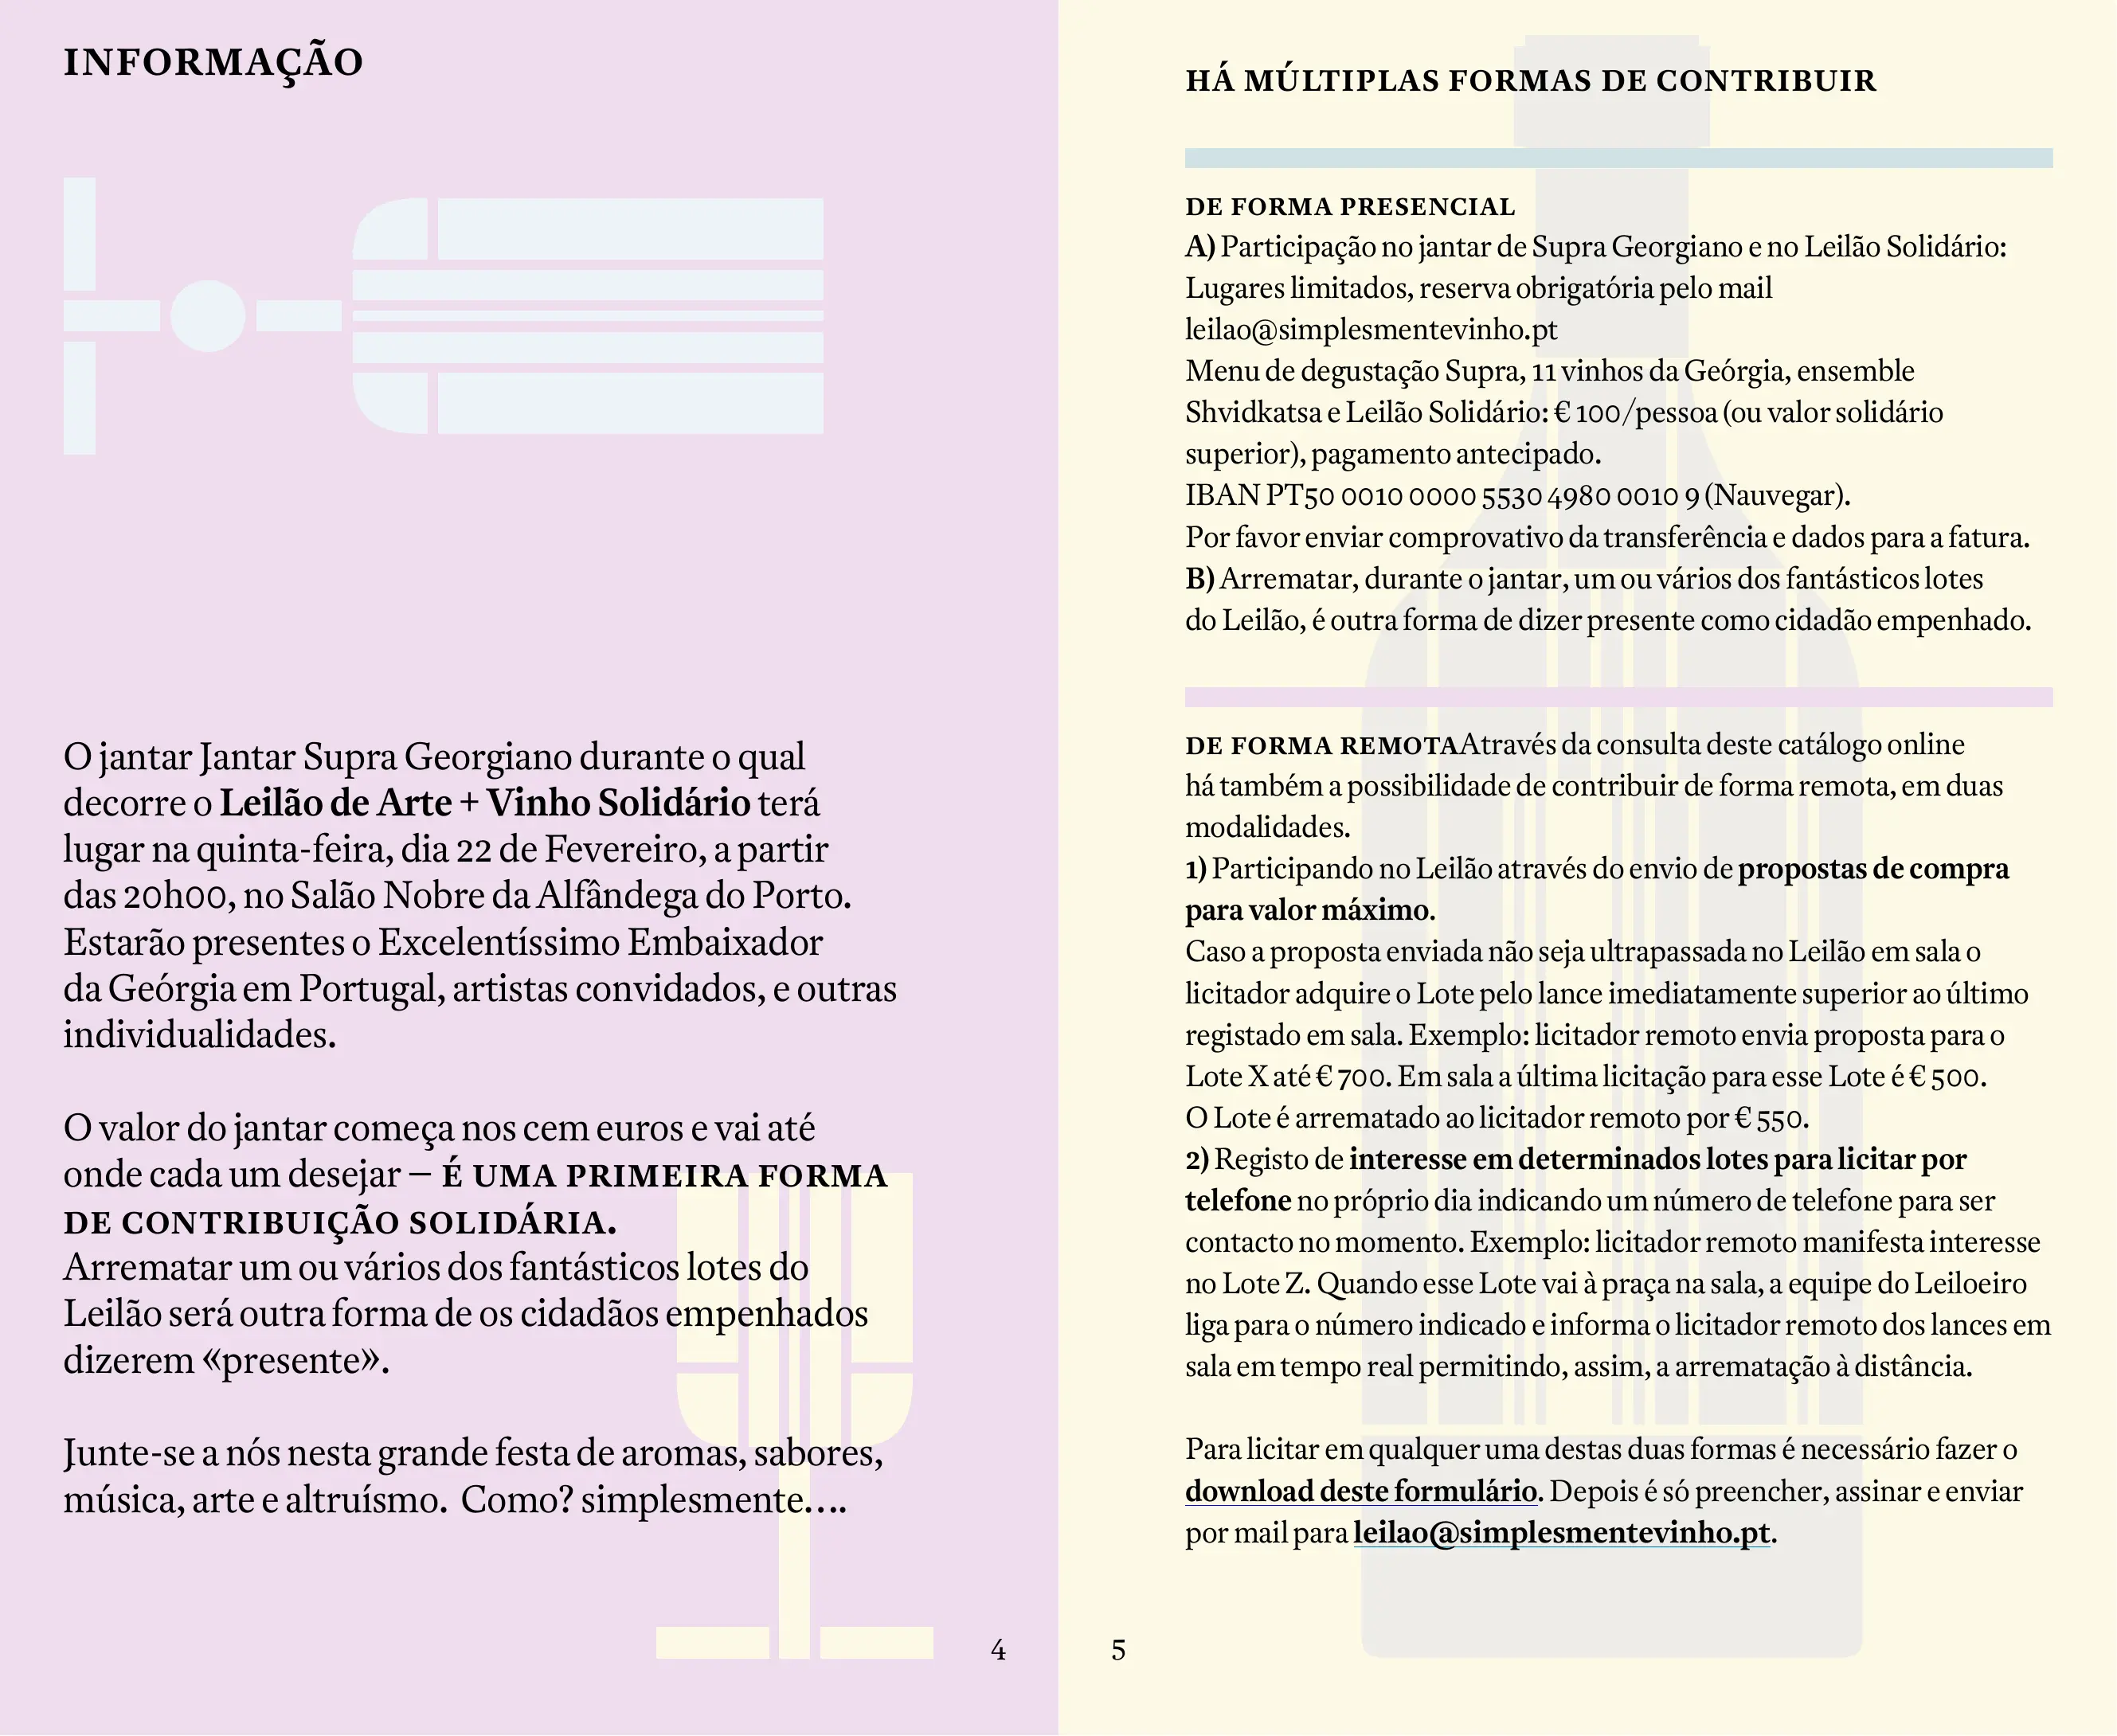 INFORMAÇÃO
O jantar Jantar Supra Georgiano durante o qual
decorre o Leilão de Arte + Vinho Solidário terá
lugar na quinta-feira, dia 22 de Fevereiro, a partir
das 20h00, no Salão Nobre da Alfândega do Porto.
Estarão presentes o Excelentíssimo Embaixador
da Geórgia em Portugal, artistas convidados, e outras
individualidades.
O valor do jantar começa nos cem euros e vai até
onde cada um desejar – É UMA PRIMEIRA FORMA
DE CONTRIBUIÇÃO SOLIDÁRIA.
Arrematar um ou vários dos fantásticos lotes do
Leilão será outra forma de os cidadãos empenhados
dizerem «presente».
Junte-se a nós nesta grande festa de aromas, sabores,
música, arte e altruísmo.  Como? simplesmente….
4
HÁ MÚLTIPLAS FORMAS DE CONTRIBUIR
DE FORMA PRESENCIAL
A) Participação no jantar de Supra Georgiano e no Leilão Solidário:
Lugares limitados, reserva obrigatória pelo mail
leilao@simplesmentevinho.pt
Menu de degustação Supra, 11 vinhos da Geórgia, ensemble
Shvidkatsa e Leilão Solidário: € 100/pessoa (ou valor solidário
superior), pagamento antecipado.
IBAN PT50 0010 0000 5530 4980 0010 9 (Nauvegar).
Por favor enviar comprovativo da transferência e dados para a fatura.
B) Arrematar, durante o jantar, um ou vários dos fantásticos lotes
do Leilão, é outra forma de dizer presente como cidadão empenhado.
DE FORMA REMOTAAtravés da consulta deste catálogo online
há também a possibilidade de contribuir de forma remota, em duas
modalidades.
1) Participando no Leilão através do envio de propostas de compra
para valor máximo.
Caso a proposta enviada não seja ultrapassada no Leilão em sala o
licitador adquire o Lote pelo lance imediatamente superior ao último
registado em sala. Exemplo: licitador remoto envia proposta para o
Lote X até € 700. Em sala a última licitação para esse Lote é € 500.
O Lote é arrematado ao licitador remoto por € 550.
2) Registo de interesse em determinados lotes para licitar por
telefone no próprio dia indicando um número de telefone para ser
contacto no momento. Exemplo: licitador remoto manifesta interesse
no Lote Z. Quando esse Lote vai à praça na sala, a equipe do Leiloeiro
liga para o número indicado e informa o licitador remoto dos lances em
sala em tempo real permitindo, assim, a arrematação à distância.
Para licitar em qualquer uma destas duas formas é necessário fazer o
download deste formulário. Depois é só preencher, assinar e enviar
por mail para leilao@simplesmentevinho.pt.
5